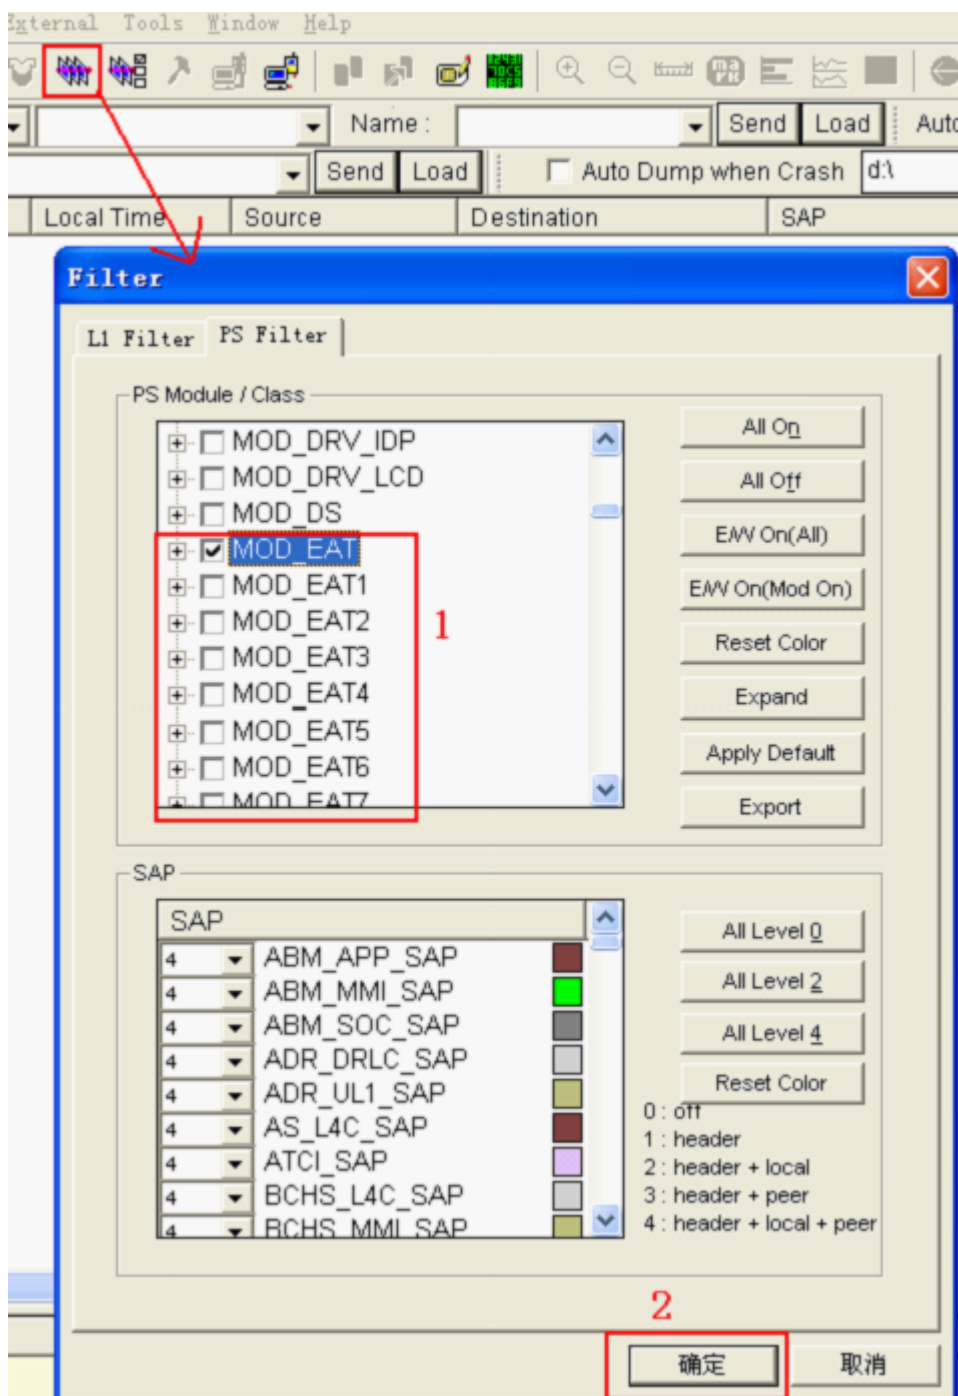 External Tools Window Help
Name : Send Load Auto
Send Load Auto Dump when Crash d:\
Local Time Source Destination SAP
Filter
L1 Filter PS Filter
PS Module / Class
MOD_DRV_IDP
MOD_DRV_LCD
MOD_DS
MOD_EAT
MOD_EAT1
MOD_EAT2
MOD_EAT3
MOD_EAT4
MOD_EAT5
MOD_EAT6
MOD_EAT7
1
All On
All Off
E/W On(All)
E/W On(Mod On)
Reset Color
Expand
Apply Default
Export
SAP
SAP
4 ABM_APP_SAP
4 ABM_MMI_SAP
4 ABM_SOC_SAP
4 ADR_DRLC_SAP
4 ADR_UL1_SAP
4 AS_L4C_SAP
4 ATCI_SAP
4 BCHS_L4C_SAP
4 BCHS_MMI_SAP
All Level 0
All Level 2
All Level 4
Reset Color
0 : off
1 : header
2 : header + local
3 : header + peer
4 : header + local + peer
2
确定 取消